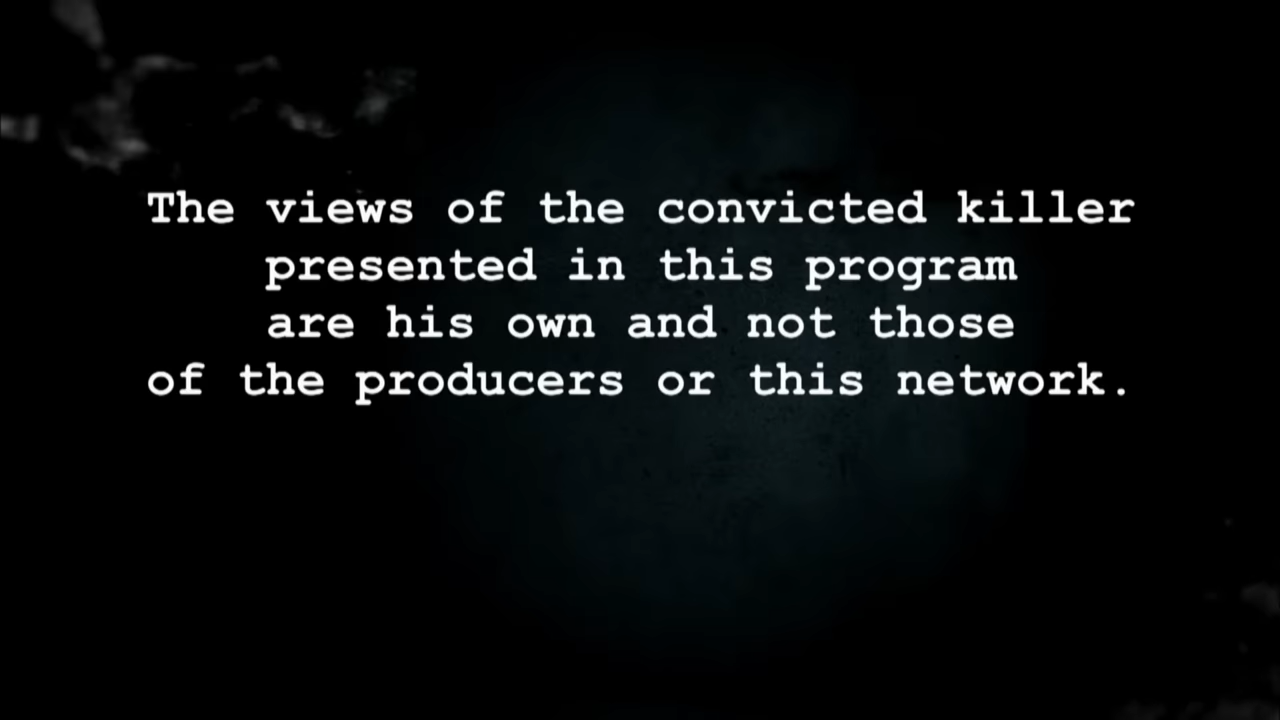 The views of the convicted killer
presented in this program
are his own and not those
of the producers or this network.